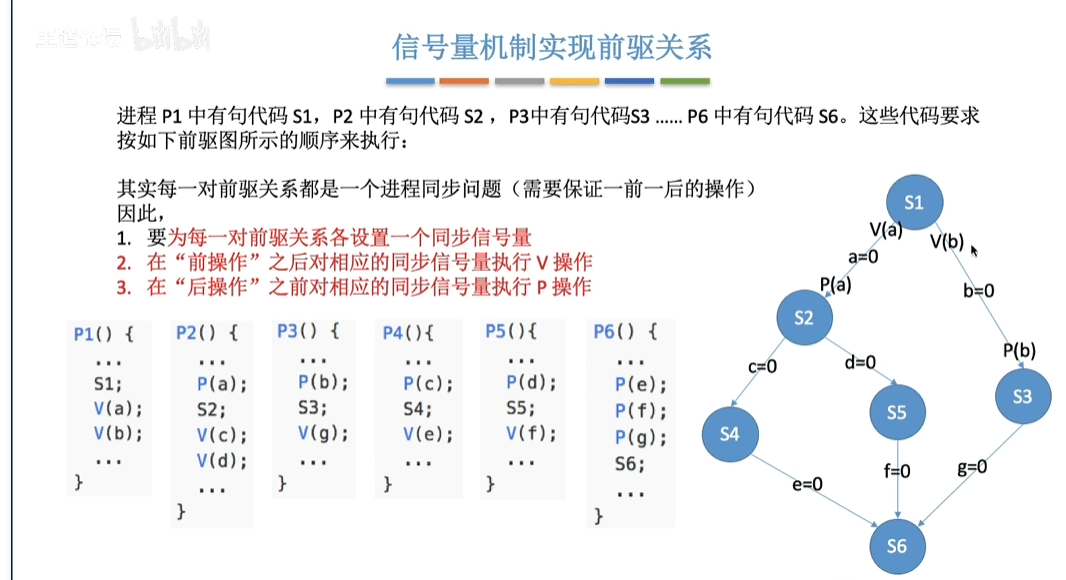 bilibili
信号量机制实现前驱关系
进程 P1 中有句代码 S1，P2 中有句代码 S2 ，P3中有句代码S3 …… P6 中有句代码 S6。这些代码要求
按如下前驱图所示的顺序来执行：
其实每一对前驱关系都是一个进程同步问题（需要保证一前一后的操作）
因此，
1. 要为每一对前驱关系各设置一个同步信号量
2. 在“前操作”之后对相应的同步信号量执行 V 操作
3. 在“后操作”之前对相应的同步信号量执行 P 操作
P1() {
...
S1;
V(a);
V(b);
...
}
P2() {
...
P(a);
S2;
V(c);
V(d);
...
}
P3() {
...
P(b);
S3;
V(g);
...
}
P4(){
...
P(c);
S4;
V(e);
...
}
P5(){
...
P(d);
S5;
V(f);
...
}
P6() {
...
P(e);
P(f);
P(g);
S6;
...
}
S1
V(a)
V(b)
a=0
P(a)
b=0
S2
P(b)
c=0
d=0
S3
S5
S4
f=0
g=0
e=0
S6